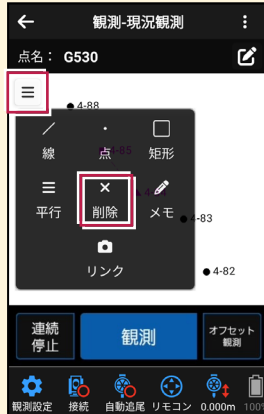 観測-現況観測
点名： G530
4-88
線 点 矩形
平行 削除 メモ
4-83
リンク
4-82
連続
停止
観測
オフセット
観測
観測設定 接続 自動追尾 リモコン 0.000m 100%